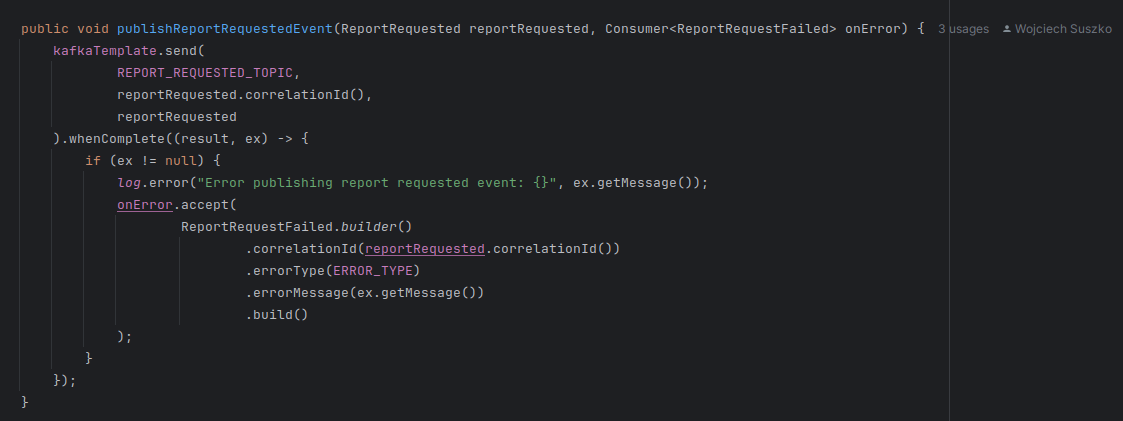 public void publishReportRequestedEvent(ReportRequested reportRequested, Consumer<ReportRequestFailed> onError) { 3 usages Wojciech Suszko
kafkaTemplate.send(
REPORT_REQUESTED_TOPIC,
reportRequested.correlationId(),
reportRequested
).whenComplete((result, ex) -> {
if (ex != null) {
log.error("Error publishing report requested event: {}", ex.getMessage());
onError.accept(
ReportRequestFailed.builder()
.correlationId(reportRequested.correlationId())
.errorType(ERROR_TYPE)
.errorMessage(ex.getMessage())
.build()
);
}
});
}